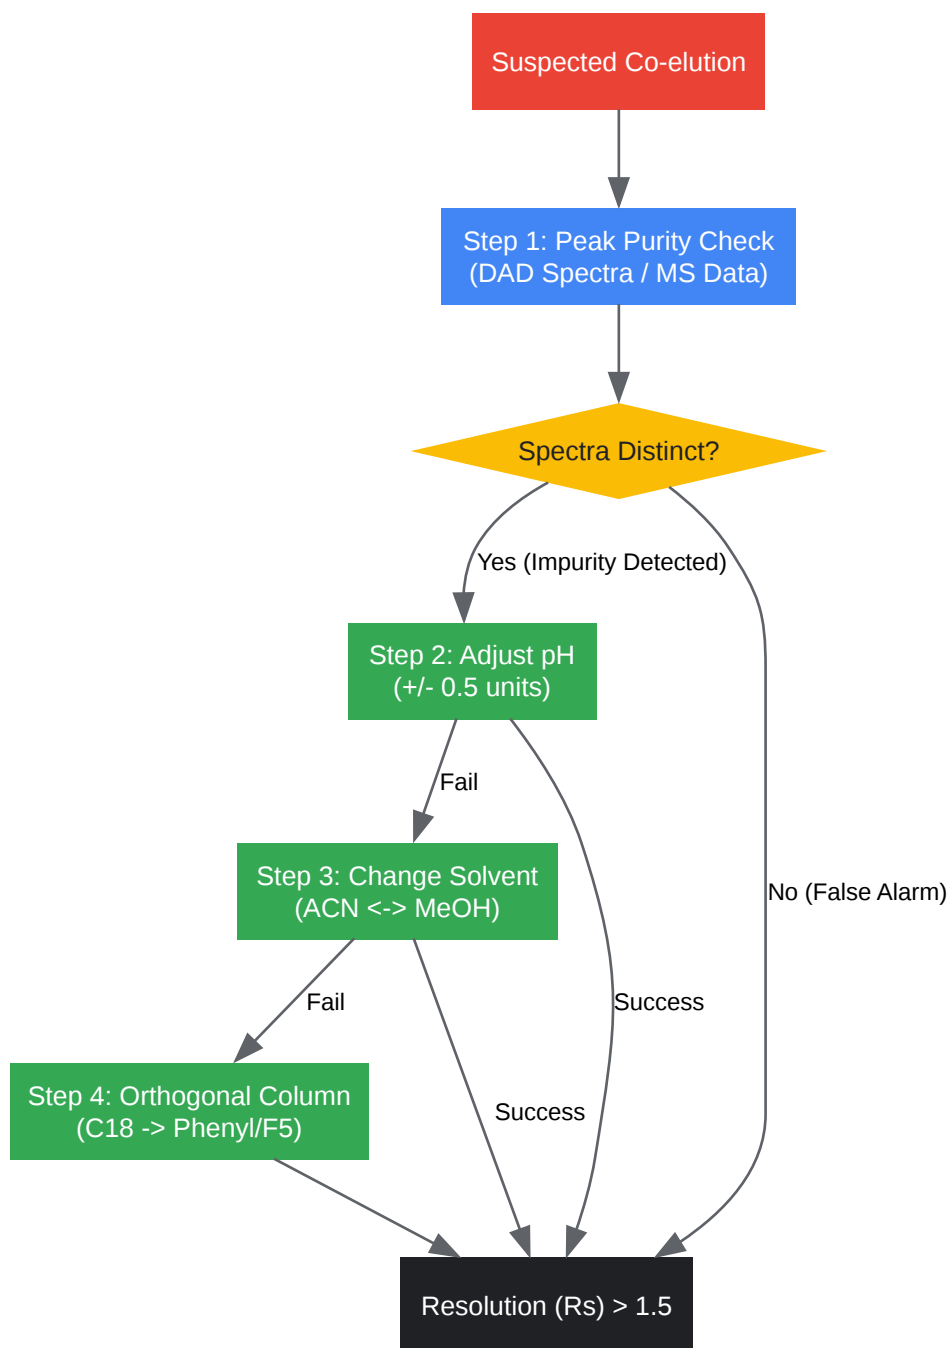 Suspected Co-elution
Step 1: Peak Purity Check
(DAD Spectra / MS Data)
Spectra Distinct?
Yes (Impurity Detected)
Step 2: Adjust pH
(+/- 0.5 units)
Fail
Step 3: Change Solvent
(ACN <-> MeOH)
No (False Alarm)
Fail
Success
Step 4: Orthogonal Column
(C18 -> Phenyl/F5)
Success
Resolution (Rs) > 1.5